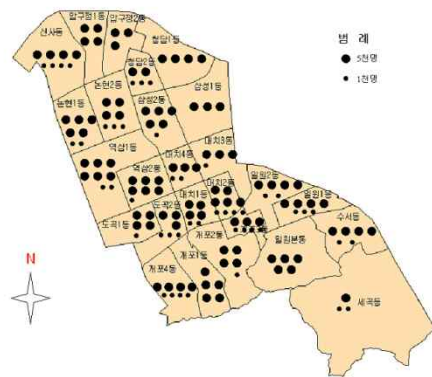 압구정1동
압구정2동
신사동
청담1동
범 례
5천명
1천명
청담2동
논현2동
논현1동
삼성2동
삼성1동
역삼1동
대치3동
대치4동
역삼2동
대치2동
일원2동
대치1동
일원1동
도곡2동
수서동
도곡1동
개포2동
일원본동
개포1동
개포4동
세곡동
N